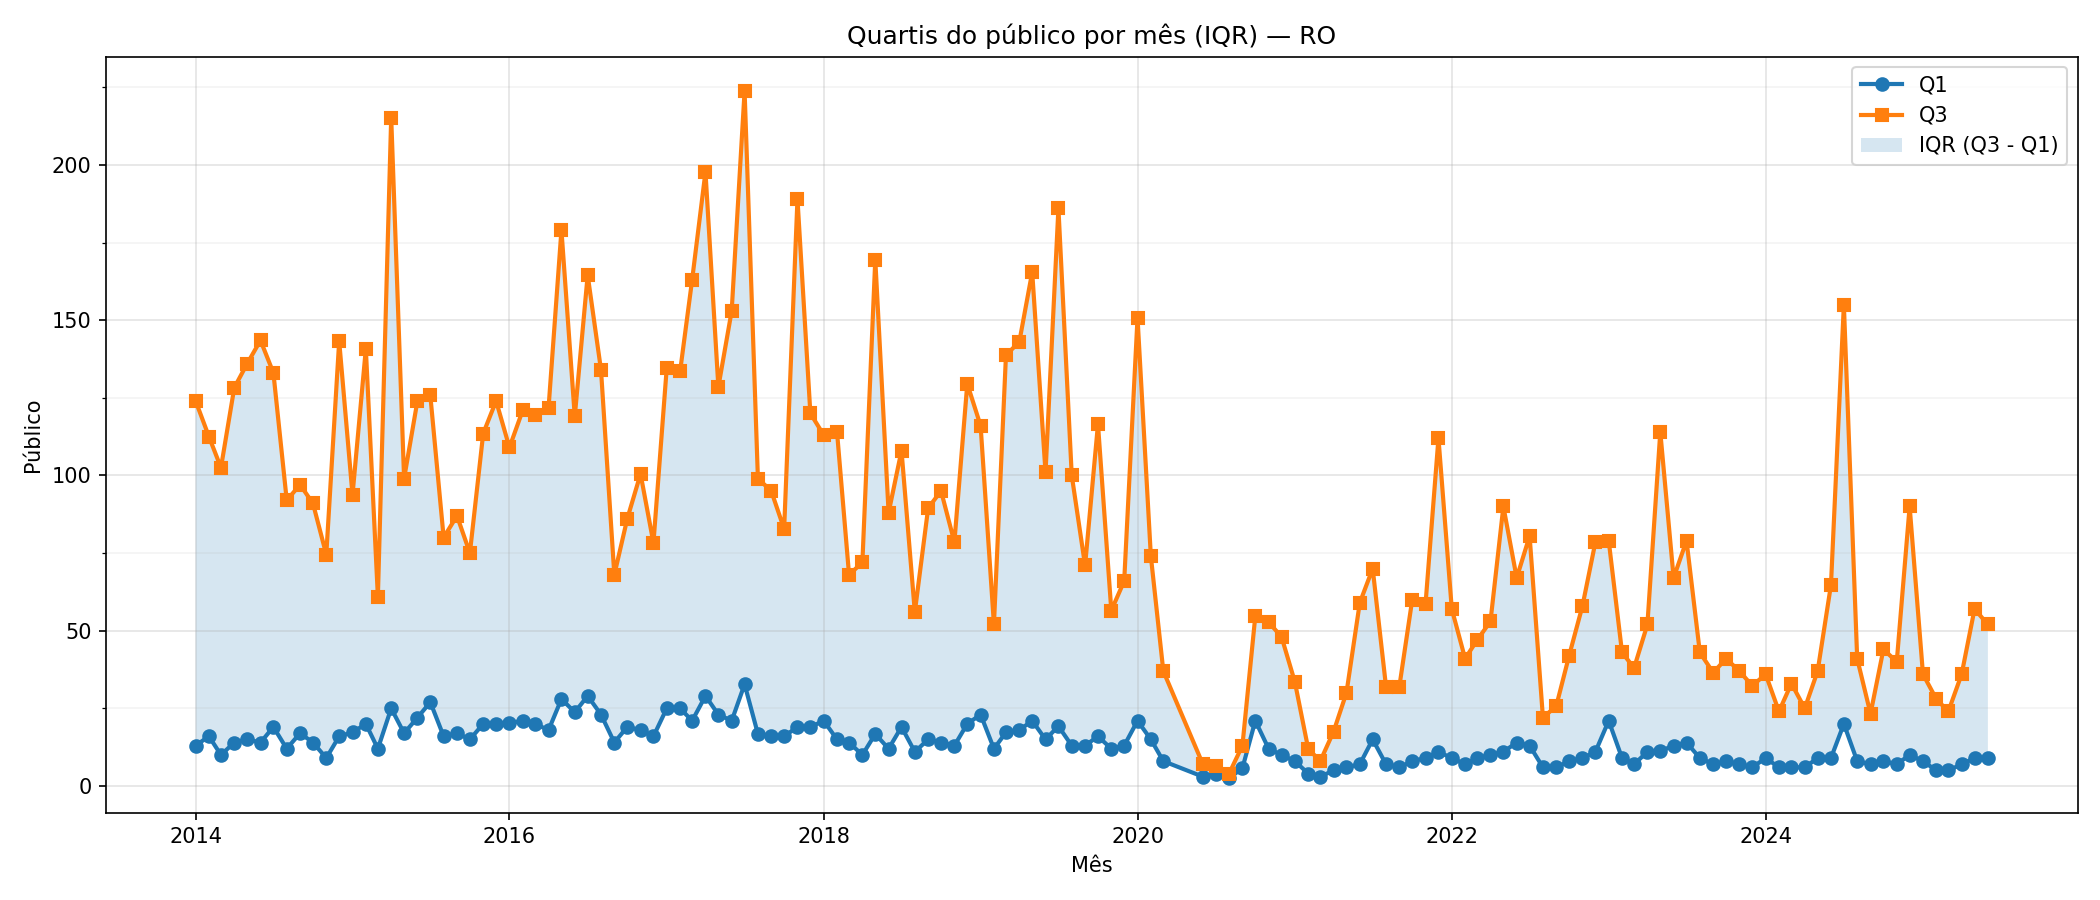 Quartis do público por mês (IQR) — RO
Q1
Q3
IQR (Q3 - Q1)
Público
200
150
100
50
0
2014
2016
2018
2020
2022
2024
Mês